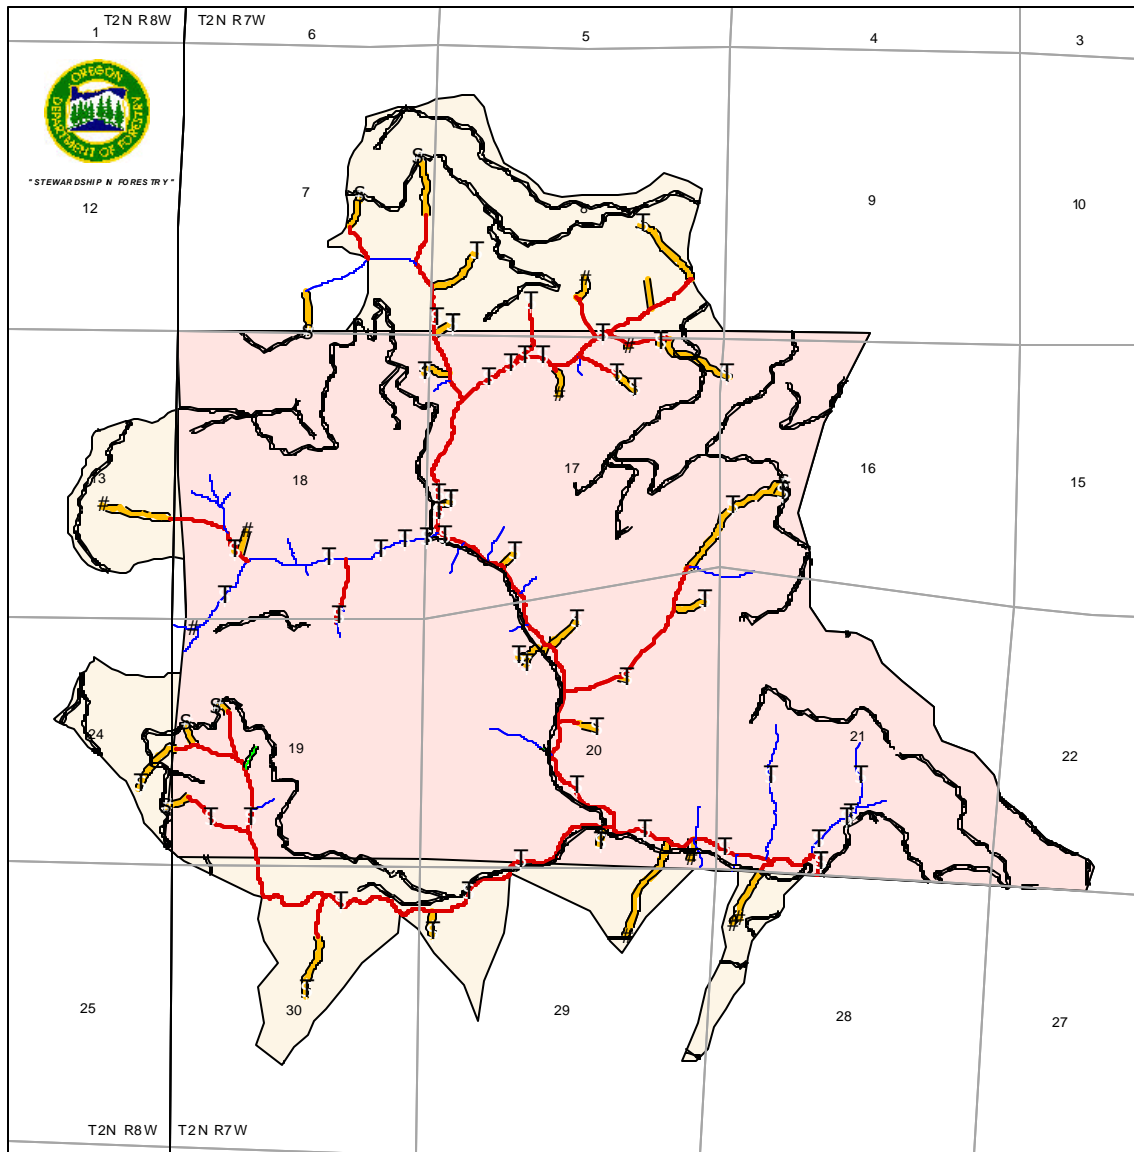 T2N R8W T2N R7W
1 6 5 4 3
OREGON
DEPARTMENT OF FORESTRY
"STEWARDSHIP IN FORESTRY"
12 7 8 9 10
S S T T #
S T T T T T # T
T T T T T T T # T T T
13 18 17 16 15
# T T T S
# T T T T T T T T
T T T T
# T T T
24 S S 19 T 20 21 22
T S T T T T T T T
T T T T T T
T T T # #
T 25 30 29 28 27
T2N R8W T2N R7W